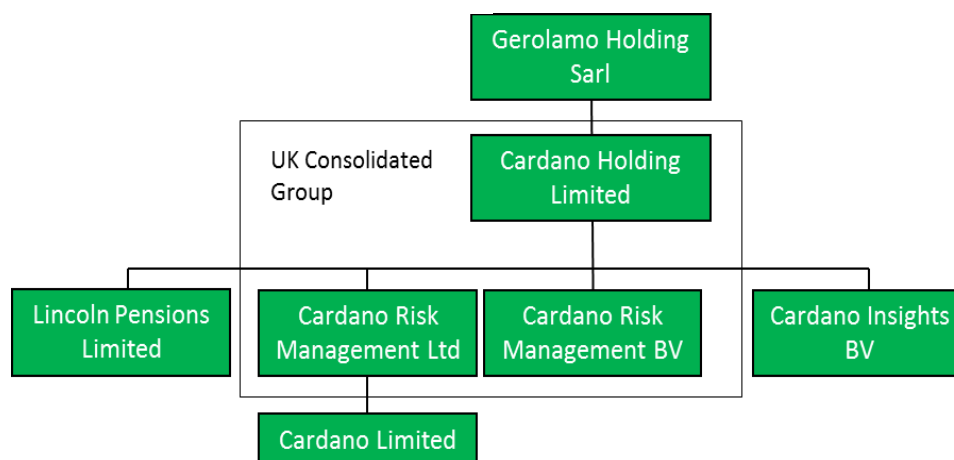 Gerolamo Holding
Sarl
UK Consolidated
Group
Cardano Holding
Limited
Lincoln Pensions
Limited
Cardano Risk
Management Ltd
Cardano Risk
Management BV
Cardano Insights
BV
Cardano Limited